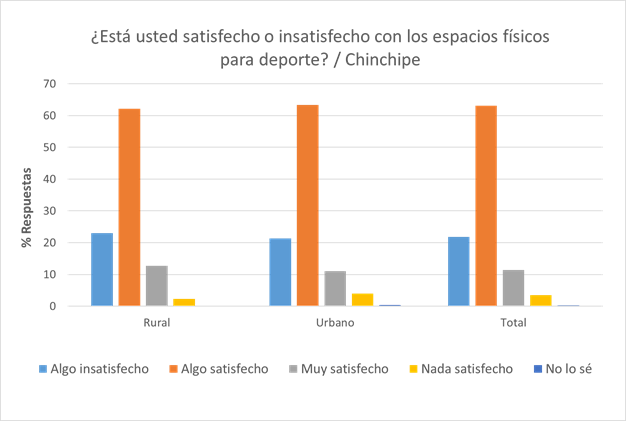 ¿Está usted satisfecho o insatisfecho con los espacios físicos
para deporte? / Chinchipe
% Respuestas
70
60
50
40
30
20
10
0
Rural Urbano Total
Algo insatisfecho Algo satisfecho Muy satisfecho Nada satisfecho No lo sé